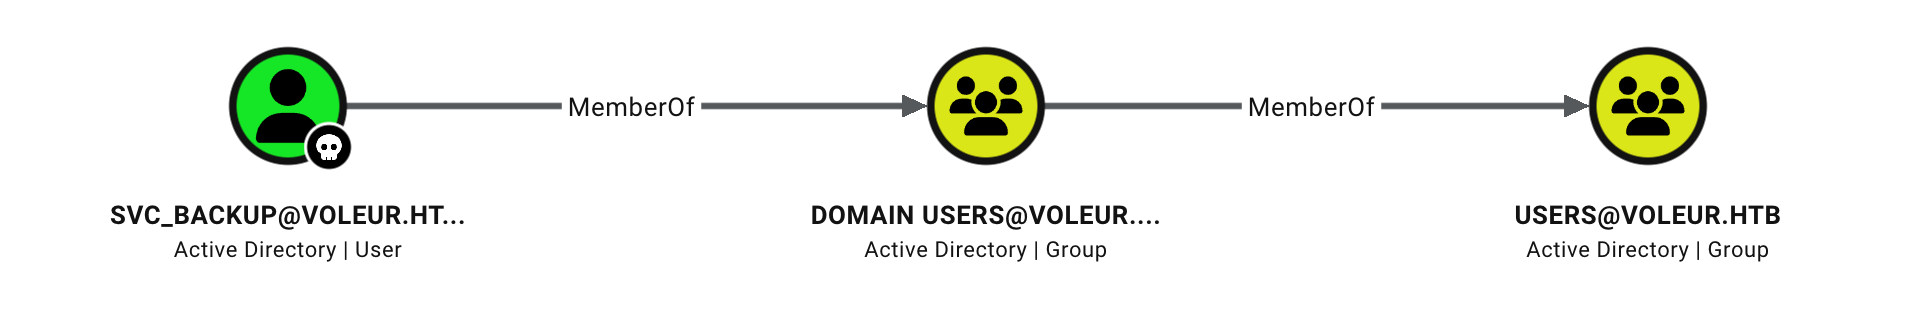 MemberOf
MemberOf
SVC_BACKUP@VOLEUR.HT...
Active Directory | User
DOMAIN USERS@VOLEUR....
Active Directory | Group
USERS@VOLEUR.HTB
Active Directory | Group